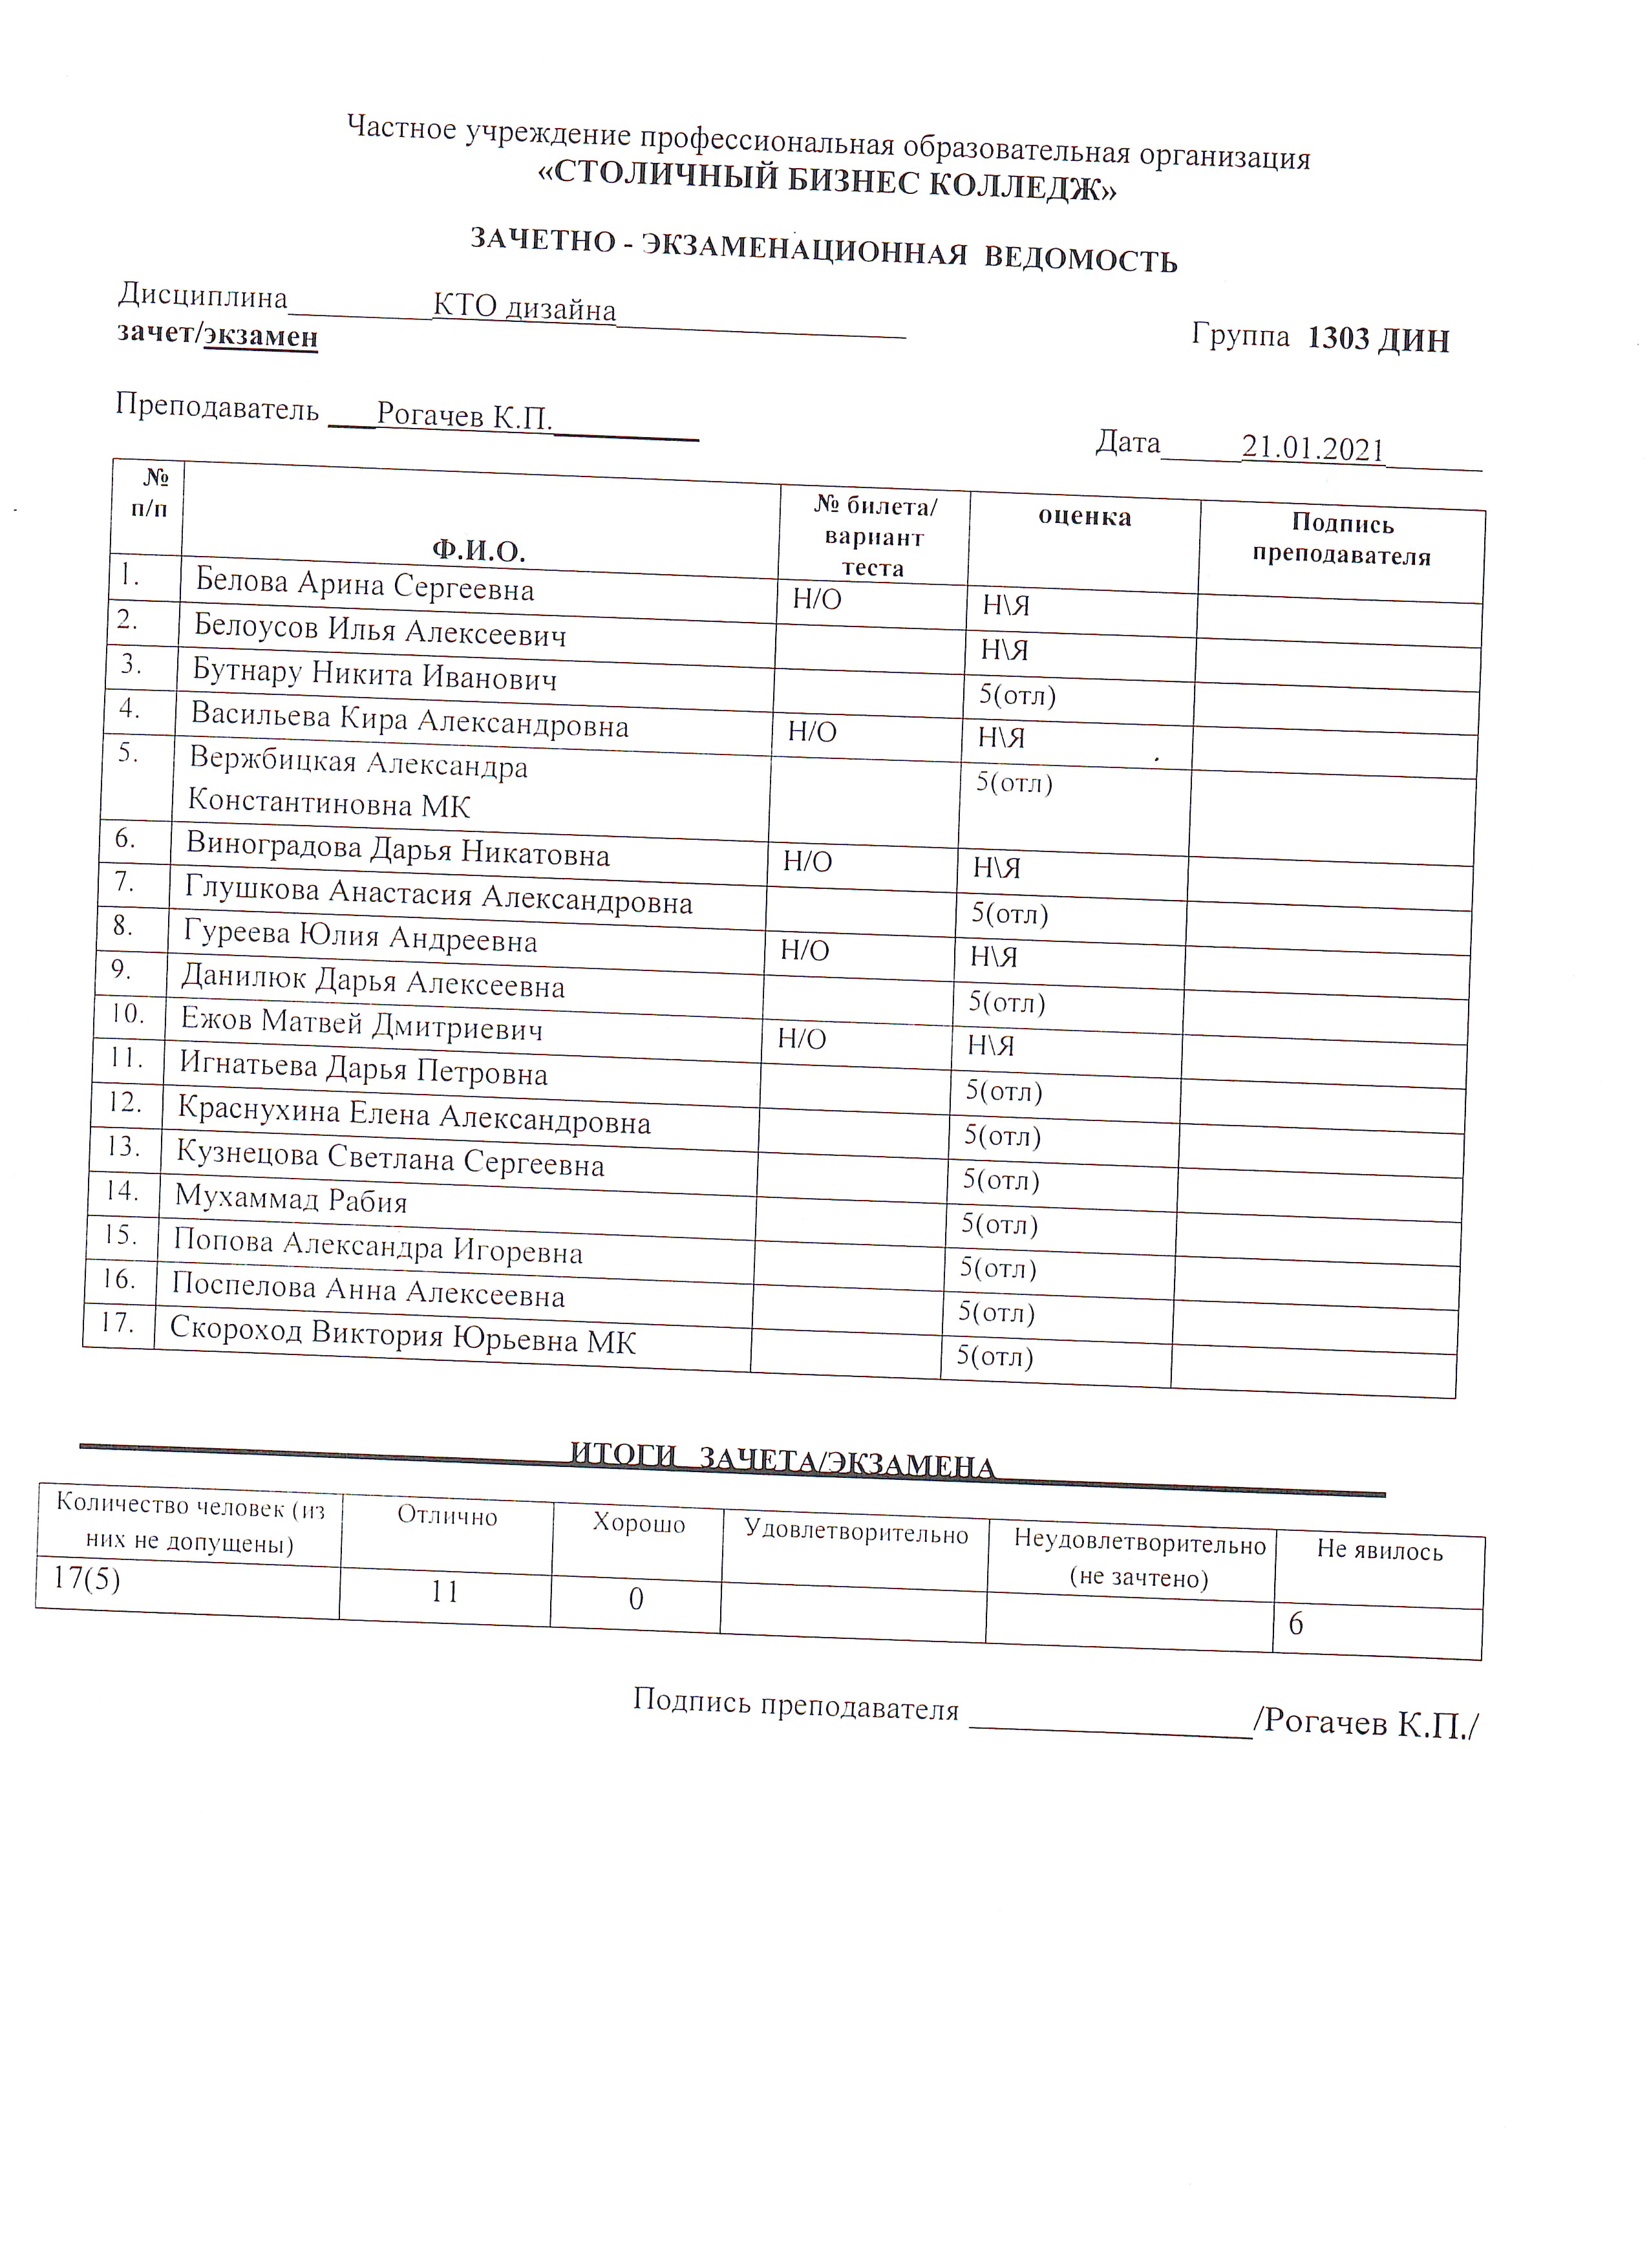 Частное учреждение профессиональная образовательная организация
«СТОЛИЧНЫЙ БИЗНЕС КОЛЛЕДЖ»
ЗАЧЕТНО - ЭКЗАМЕНАЦИОННАЯ ВЕДОМОСТЬ
Дисциплина_________КТО дизайна__________________
зачет/экзамен Группа 1303 ДИН
Преподаватель ___Рогачев К.П._________ Дата_____21.01.2021______
№ п/п Ф.И.О. № билета/ вариант теста оценка Подпись преподавателя
1. Белова Арина Сергеевна Н/О Н\Я
2. Белоусов Илья Алексеевич Н\Я
3. Бутнару Никита Иванович 5(отл)
4. Васильева Кира Александровна Н/О Н\Я
5. Вержбицкая Александра 5(отл)
Константиновна МК
6. Виноградова Дарья Никатовна Н/О Н\Я
7. Глушкова Анастасия Александровна 5(отл)
8. Гуреева Юлия Андреевна Н/О Н\Я
9. Данилюк Дарья Алексеевна 5(отл)
10. Ежов Матвей Дмитриевич Н/О Н\Я
11. Игнатьева Дарья Петровна 5(отл)
12. Краснухина Елена Александровна 5(отл)
13. Кузнецова Светлана Сергеевна 5(отл)
14. Мухаммад Рабия 5(отл)
15. Попова Александра Игоревна 5(отл)
16. Поспелова Анна Алексеевна 5(отл)
17. Скороход Виктория Юрьевна МК 5(отл)
ИТОГИ ЗАЧЕТА/ЭКЗАМЕНА
Количество человек (из них не допущены) Отлично Хорошо Удовлетворительно Неудовлетворительно (не зачтено) Не явилось
17(5) 11 0 6
Подпись преподавателя ________________/Рогачев К.П./